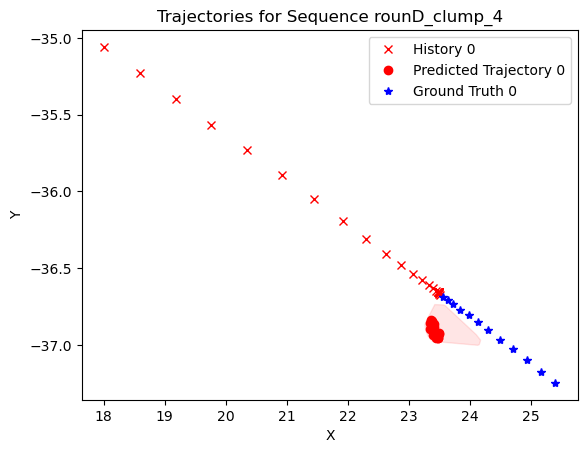 Trajectories for Sequence rounD_clump_4
History 0
Predicted Trajectory 0
Ground Truth 0
−35.0
−35.5
−36.0
−36.5
−37.0
Y
18
19
20
21
22
23
24
25
X